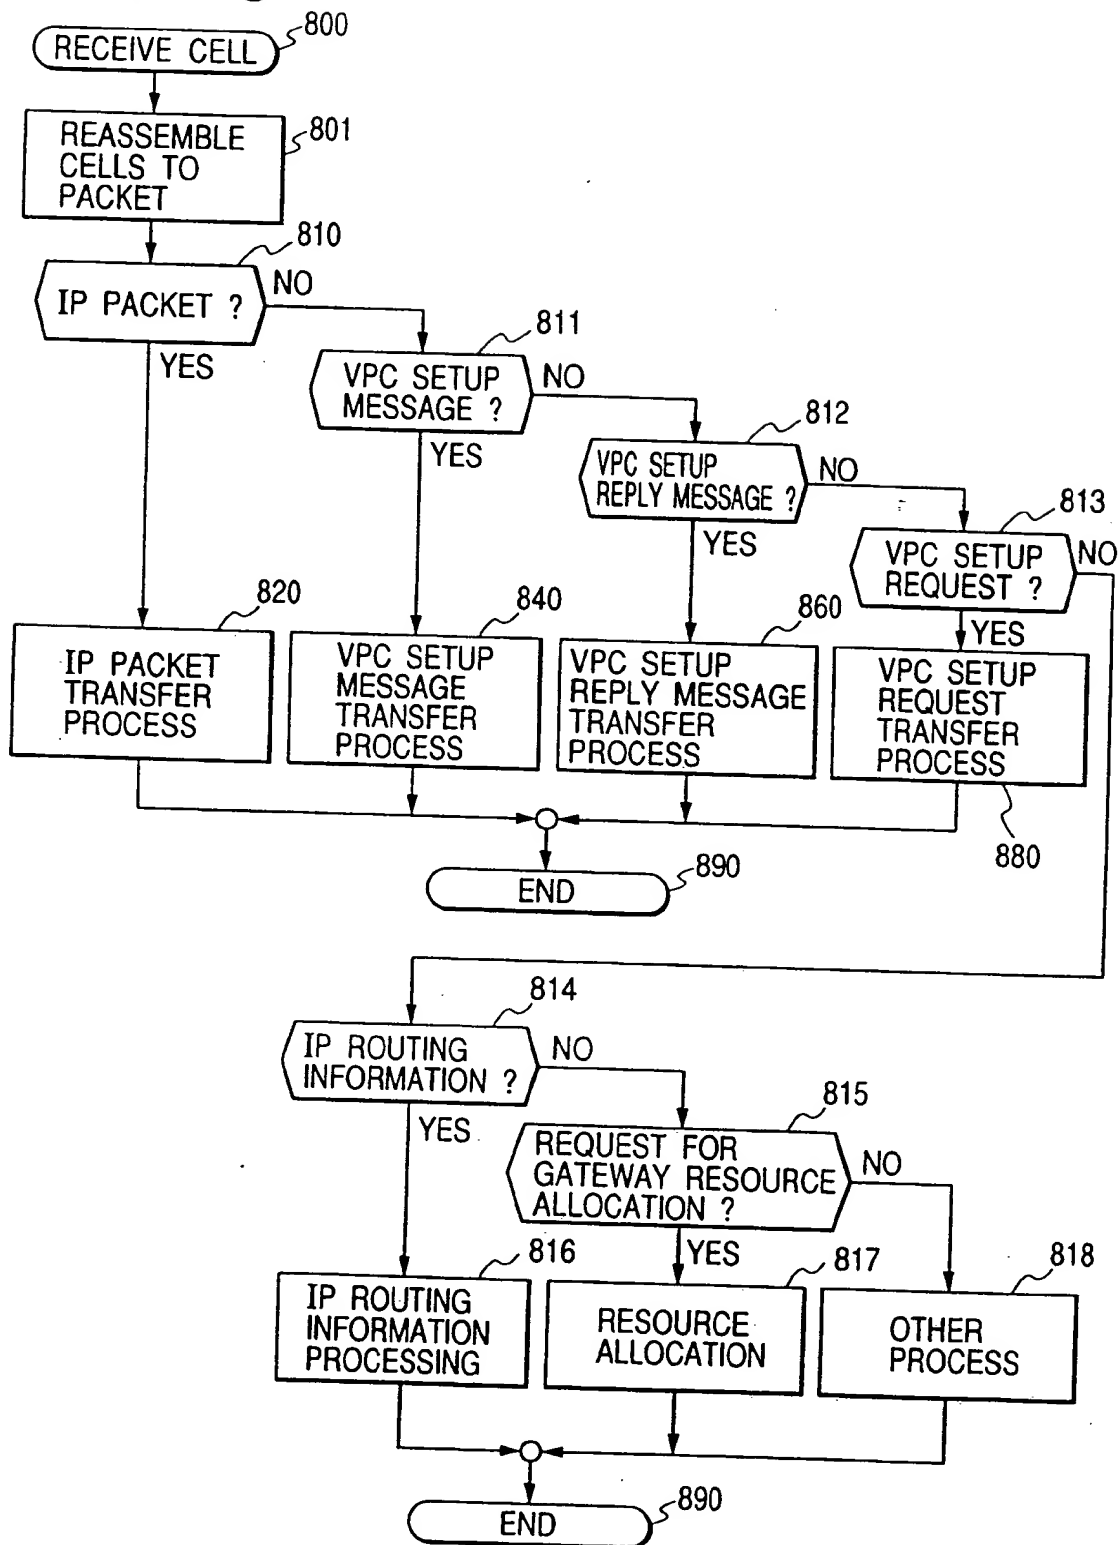 800
RECEIVE CELL
801
REASSEMBLE
CELLS TO
PACKET
810
IP PACKET ?
NO
YES
811
VPC SETUP
MESSAGE ?
NO
YES
812
VPC SETUP
REPLY MESSAGE ?
NO
YES
813
VPC SETUP
REQUEST ?
NO
YES
820
IP PACKET
TRANSFER
PROCESS
840
VPC SETUP
MESSAGE
TRANSFER
PROCESS
860
VPC SETUP
REPLY MESSAGE
TRANSFER
PROCESS
VPC SETUP
REQUEST
TRANSFER
PROCESS
880
890
END
814
IP ROUTING
INFORMATION ?
NO
YES
815
REQUEST FOR
GATEWAY RESOURCE
ALLOCATION ?
NO
YES
816
IP ROUTING
INFORMATION
PROCESSING
817
RESOURCE
ALLOCATION
818
OTHER
PROCESS
890
END